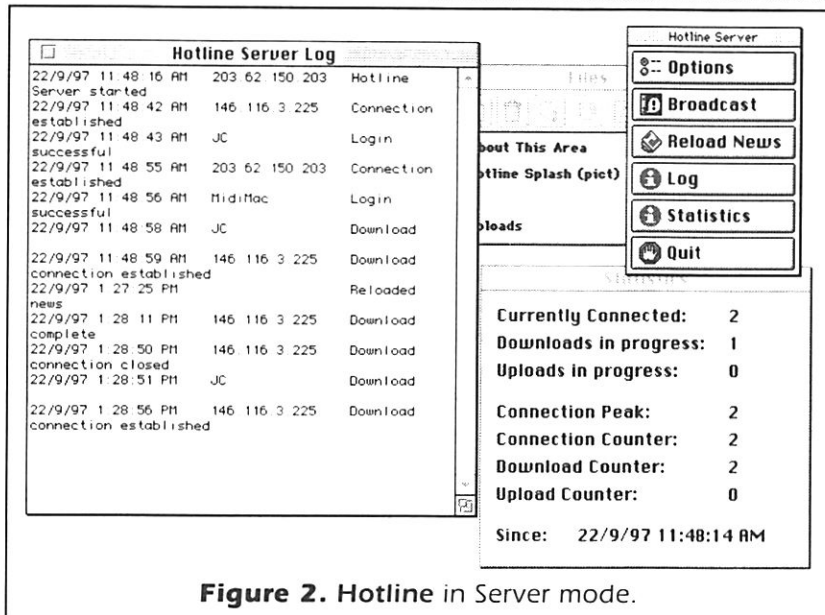 Hotline Server Log
22/9/97 11:48:16 AM 203.62.150.203 Hotline
Server started
22/9/97 11:48 42 AM 146.116.3.225 Connection
established
22/9/97 11 48 43 AM JC Login
successful
22/9/97 11 48 55 AM 203 62 150 203 Connection
established
22/9/97 11 48 56 AM MidiMac Login
successful
22/9/97 11 48:58 AM JC Download
22/9/97 11 48 59 AM 146 116 3 225 Download
connection established
22/9/97 1 27 25 PM Reloaded
news
22/9/97 1 28 11 PM 146 116 3 225 Download
complete
22/9/97 1:28:50 PM 146.116 3 225 Download
connection closed
22/9/97 1:28:51 PM JC Download
22/9/97 1 28 56 PM 146 116 3 225 Download
connection established
Files
bout This Area
otline Splash (pict)
ploads
Hotline Server
Options
Broadcast
Reload News
Log
Statistics
Quit
Statistics
Currently Connected: 2
Downloads in progress: 1
Uploads in progress: 0
Connection Peak: 2
Connection Counter: 2
Download Counter: 2
Upload Counter: 0
Since: 22/9/97 11:48:14 AM
Figure 2. Hotline in Server mode.